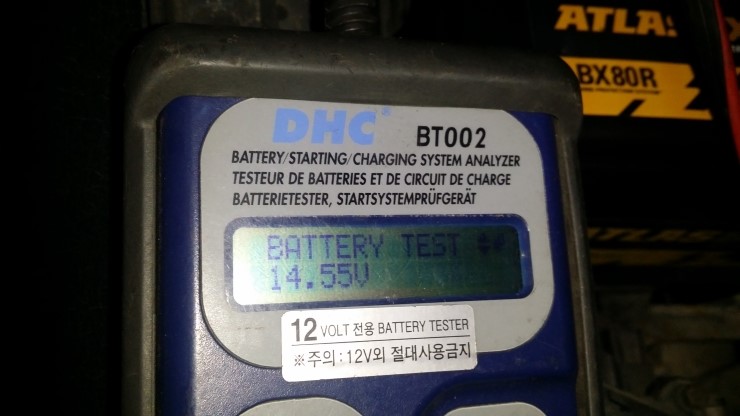 ATLAS
BX80R
DHC
BT002
BATTERY/STARTING/CHARGING SYSTEM ANALYZER
TESTEUR DE BATTERIES ET DE CIRCUIT DE CHARGE
BATTERIETESTER, STARTSYSTEMPRÜFGERÄT
BATTERY TEST
14.55V
12 VOLT 전용 BATTERY TESTER
※주의 : 12V외 절대사용금지
ATLAS